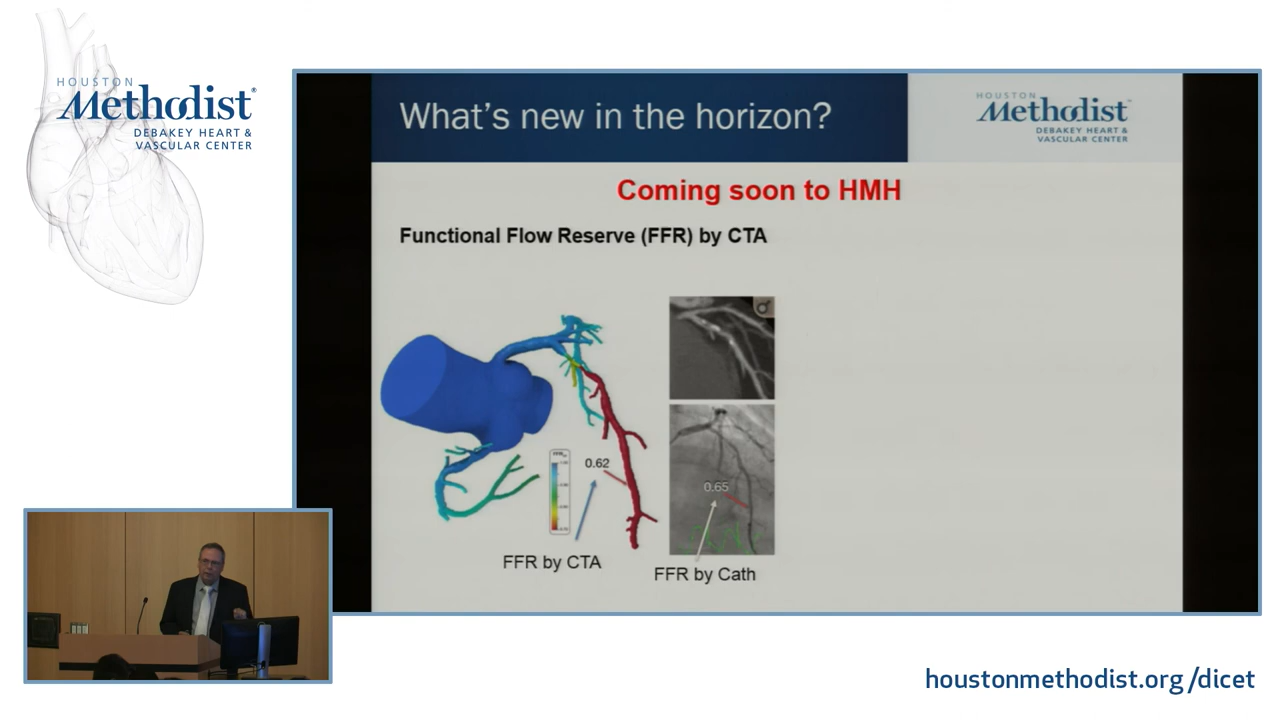 HOUSTON
Methodist®
DEBAKEY HEART &
VASCULAR CENTER
What's new in the horizon?
HOUSTON
Methodist
DEBAKEY HEART &
VASCULAR CENTER
Coming soon to HMH
Functional Flow Reserve (FFR) by CTA
0.62
0.65
FFR by CTA
FFR by Cath
houstonmethodist.org/dicet